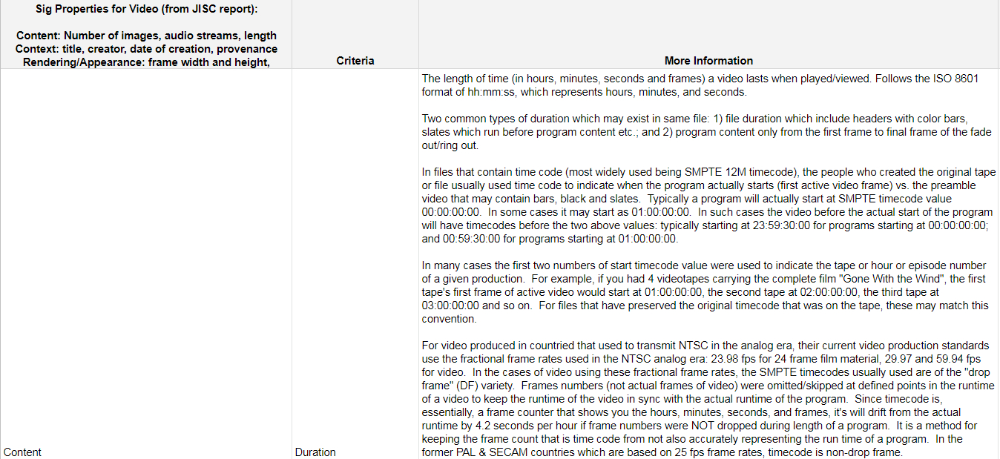 Sig Properties for Video (from JISC report):
Content: Number of images, audio streams, length
Context: title, creator, date of creation, provenance
Rendering/Appearance: frame width and height,
Criteria
More Information
The length of time (in hours, minutes, seconds and frames) a video lasts when played/viewed. Follows the ISO 8601
format of hh:mm:ss, which represents hours, minutes, and seconds.
Two common types of duration which may exist in same file: 1) file duration which include headers with color bars,
slates which run before program content etc.; and 2) program content only from the first frame to final frame of the fade
out/ring out.
In files that contain time code (most widely used being SMPTE 12M timecode), the people who created the original tape
or file usually used time code to indicate when the program actually starts (first active video frame) vs. the preamble
video that may contain bars, black and slates.  Typically a program will actually start at SMPTE timecode value
00:00:00:00.  In some cases it may start as 01:00:00:00.  In such cases the video before the actual start of the program
will have timecodes before the two above values: typically starting at 23:59:30:00 for programs starting at 00:00:00:00;
and 00:59:30:00 for programs starting at 01:00:00:00.
In many cases the first two numbers of start timecode value were used to indicate the tape or hour or episode number
of a given production.  For example, if you had 4 videotapes carrying the complete film "Gone With the Wind", the first
tape's first frame of active video would start at 01:00:00:00, the second tape at 02:00:00:00, the third tape at
03:00:00:00 and so on.  For files that have preserved the original timecode that was on the tape, these may match this
convention.
For video produced in countried that used to transmit NTSC in the analog era, their current video production standards
use the fractional frame rates used in the NTSC analog era: 23.98 fps for 24 frame film material, 29.97 and 59.94 fps
for video.  In the cases of video using these fractional frame rates, the SMPTE timecodes usually used are of the "drop
frame" (DF) variety.  Frames numbers (not actual frames of video) were omitted/skipped at defined points in the runtime
of a video to keep the runtime of the video in sync with the actual runtime of the program.  Since timecode is,
essentially, a frame counter that shows you the hours, minutes, seconds, and frames, it's will drift from the actual
runtime by 4.2 seconds per hour if frame numbers were NOT dropped during length of a program.  It is a method for
keeping the frame count that is time code from not also accurately representing the run time of a program.  In the
former PAL & SECAM countries which are based on 25 fps frame rates, timecode is non-drop frame.
Content
Duration